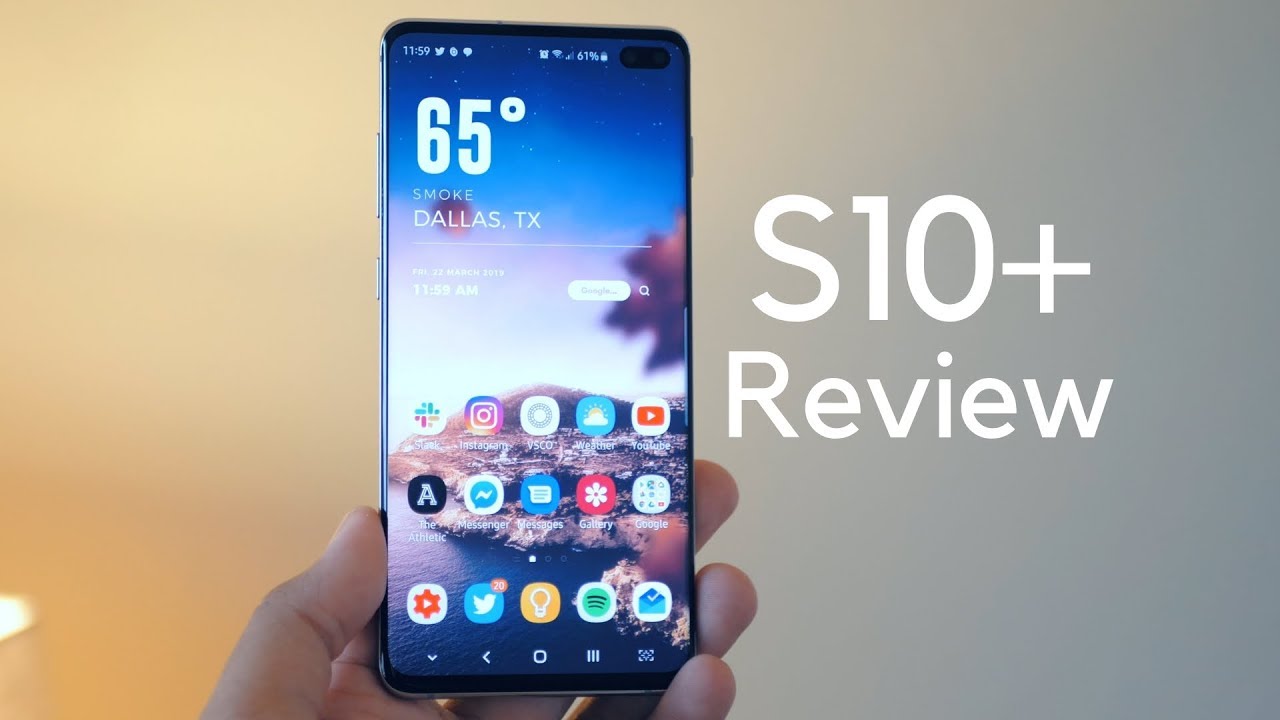 11:59 61%
65°
SMOKE
DALLAS, TX
FRI, 22 MARCH 2019
11:59 AM Google...
S10+
Review
Slack Instagram VSCO Weather YouTube
A
The Athletic Messenger Messages Gallery Google
20